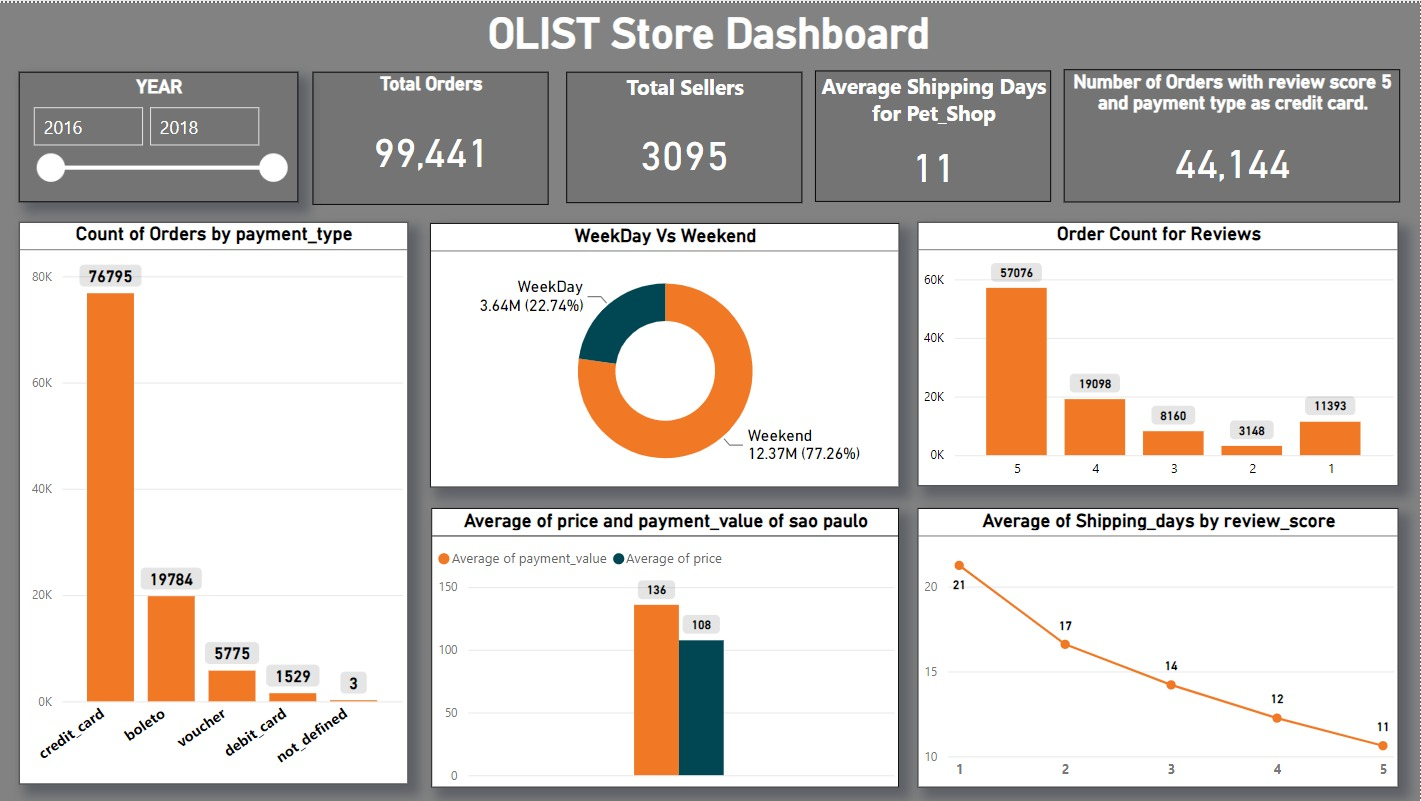 OLIST Store Dashboard
YEAR
2016
2018
Total Orders
99,441
Total Sellers
3095
Average Shipping Days
for Pet_Shop
11
Number of Orders with review score 5
and payment type as credit card.
44,144
Count of Orders by payment_type
80K
60K
40K
20K
0K
76795
19784
5775
1529
3
credit_card
boleto
voucher
debit_card
not_defined
WeekDay Vs Weekend
WeekDay
3.64M (22.74%)
Weekend
12.37M (77.26%)
Order Count for Reviews
60K
40K
20K
0K
57076
19098
8160
3148
11393
5
4
3
2
1
Average of price and payment_value of sao paulo
Average of payment_value
Average of price
150
100
50
0
136
108
Average of Shipping_days by review_score
20
15
10
21
17
14
12
11
1
2
3
4
5